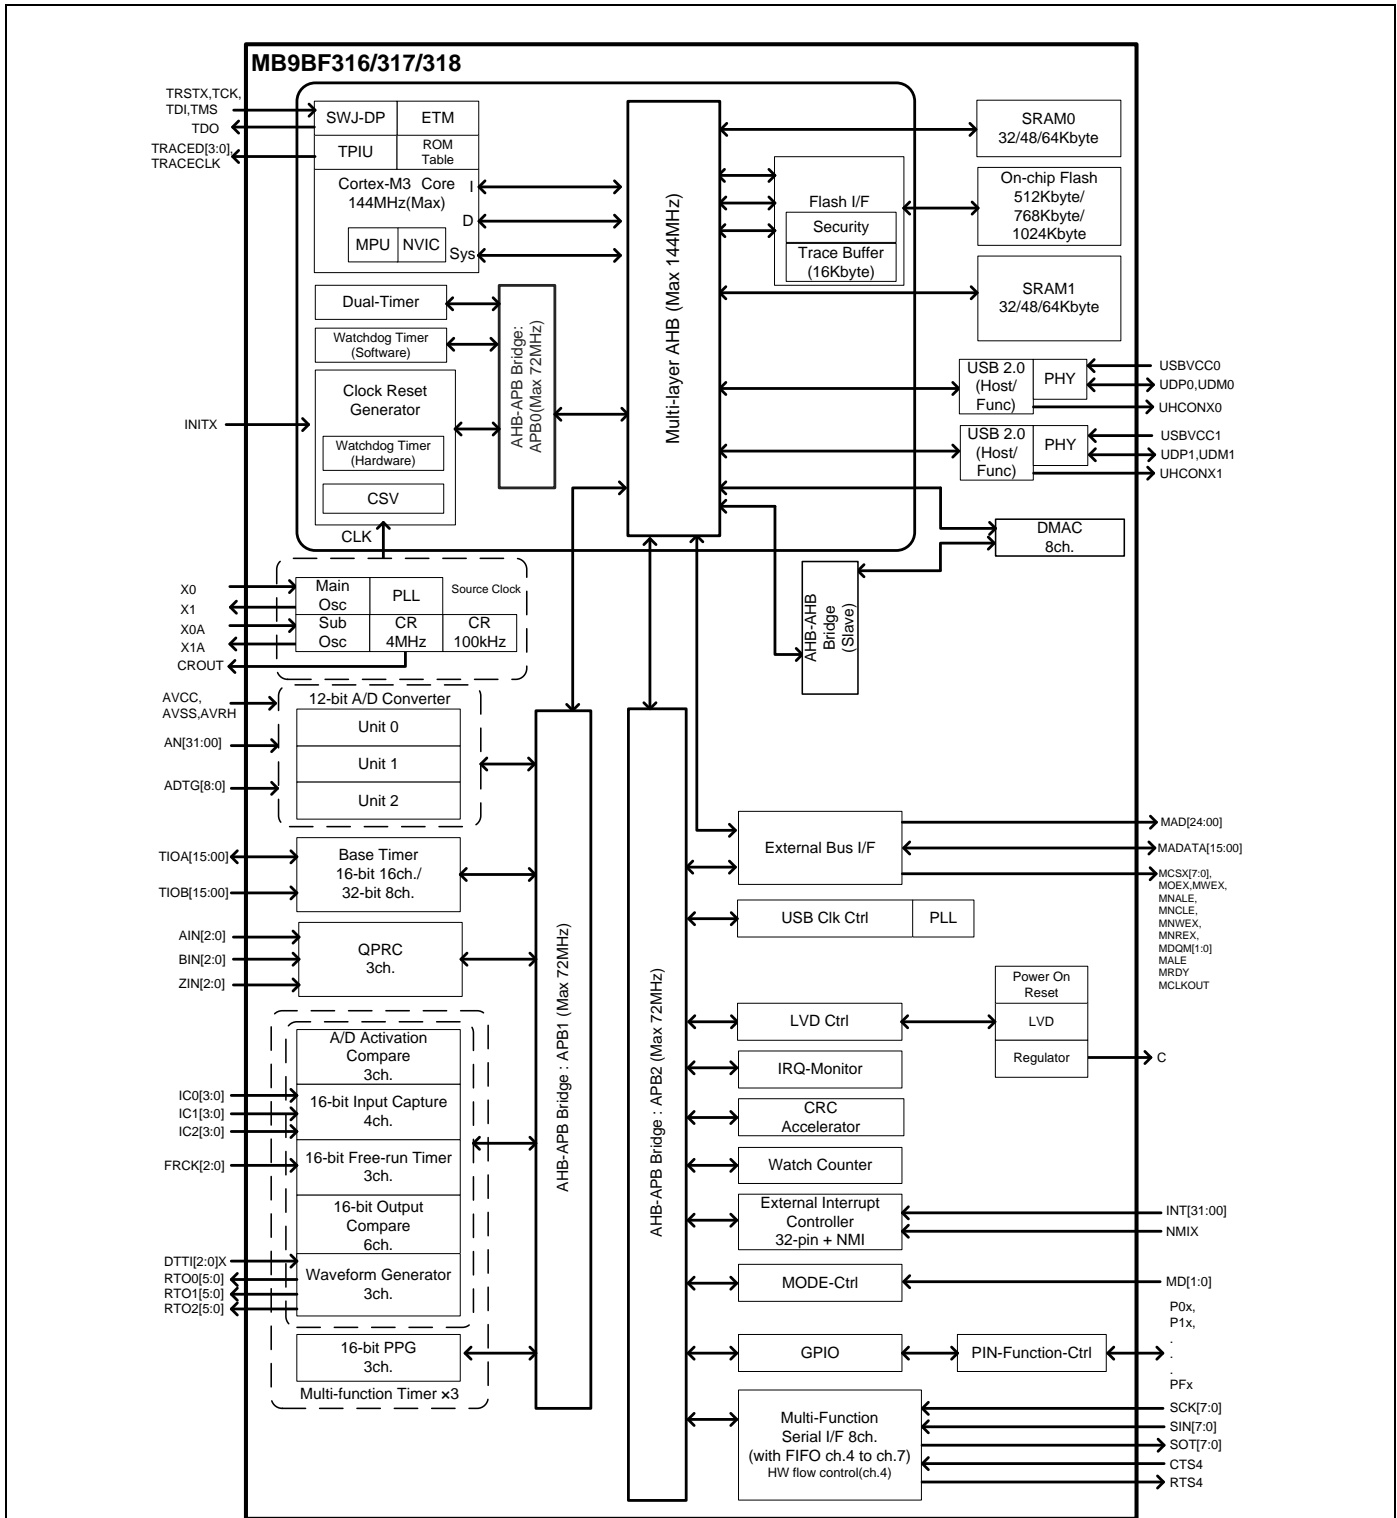 MB9BF316/317/318
TRSTX,TCK,
TDI,TMS
TDO
TRACED[3:0],
TRACECLK
SWJ-DP
ETM
TPIU
ROM
Table
Cortex-M3 Core
144MHz(Max)
I
D
Sys
MPU
NVIC
Dual-Timer
Watchdog Timer
(Software)
Clock Reset
Generator
Watchdog Timer
(Hardware)
CSV
INITX
CLK
AHB-APB Bridge:
APB0(Max 72MHz)
Multi-layer AHB (Max 144MHz)
Flash I/F
Security
Trace Buffer
(16Kbyte)
SRAM0
32/48/64Kbyte
On-chip Flash
512Kbyte/
768Kbyte/
1024Kbyte
SRAM1
32/48/64Kbyte
USB 2.0
(Host/
Func)
PHY
USBVCC0
UDP0,UDM0
UHCONX0
USB 2.0
(Host/
Func)
PHY
USBVCC1
UDP1,UDM1
UHCONX1
DMAC
8ch.
AHB-AHB
Bridge
(Slave)
X0
X1
X0A
X1A
CROUT
Main
Osc
PLL
Source Clock
Sub
Osc
CR
4MHz
CR
100kHz
AVCC,
AVSS,AVRH
AN[31:00]
ADTG[8:0]
12-bit A/D Converter
Unit 0
Unit 1
Unit 2
TIOA[15:00]
TIOB[15:00]
Base Timer
16-bit 16ch./
32-bit 8ch.
AIN[2:0]
BIN[2:0]
ZIN[2:0]
QPRC
3ch.
A/D Activation
Compare
3ch.
IC0[3:0]
IC1[3:0]
IC2[3:0]
16-bit Input Capture
4ch.
FRCK[2:0]
16-bit Free-run Timer
3ch.
16-bit Output
Compare
6ch.
DTTI[2:0]X
RTO0[5:0]
RTO1[5:0]
RTO2[5:0]
Waveform Generator
3ch.
16-bit PPG
3ch.
Multi-function Timer ×3
AHB-APB Bridge : APB1 (Max 72MHz)
AHB-APB Bridge : APB2 (Max 72MHz)
External Bus I/F
MAD[24:00]
MADATA[15:00]
MCSX[7:0],
MOEX,MWEX,
MNALE,
MNCLE,
MNWEX,
MNREX,
MDQM[1:0]
MALE
MRDY
MCLKOUT
USB Clk Ctrl
PLL
LVD Ctrl
Power On
Reset
LVD
Regulator
C
IRQ-Monitor
CRC
Accelerator
Watch Counter
External Interrupt
Controller
32-pin + NMI
INT[31:00]
NMIX
MODE-Ctrl
MD[1:0]
GPIO
PIN-Function-Ctrl
P0x,
P1x,
.
.
.
PFx
Multi-Function
Serial I/F 8ch.
(with FIFO ch.4 to ch.7)
HW flow control(ch.4)
SCK[7:0]
SIN[7:0]
SOT[7:0]
CTS4
RTS4